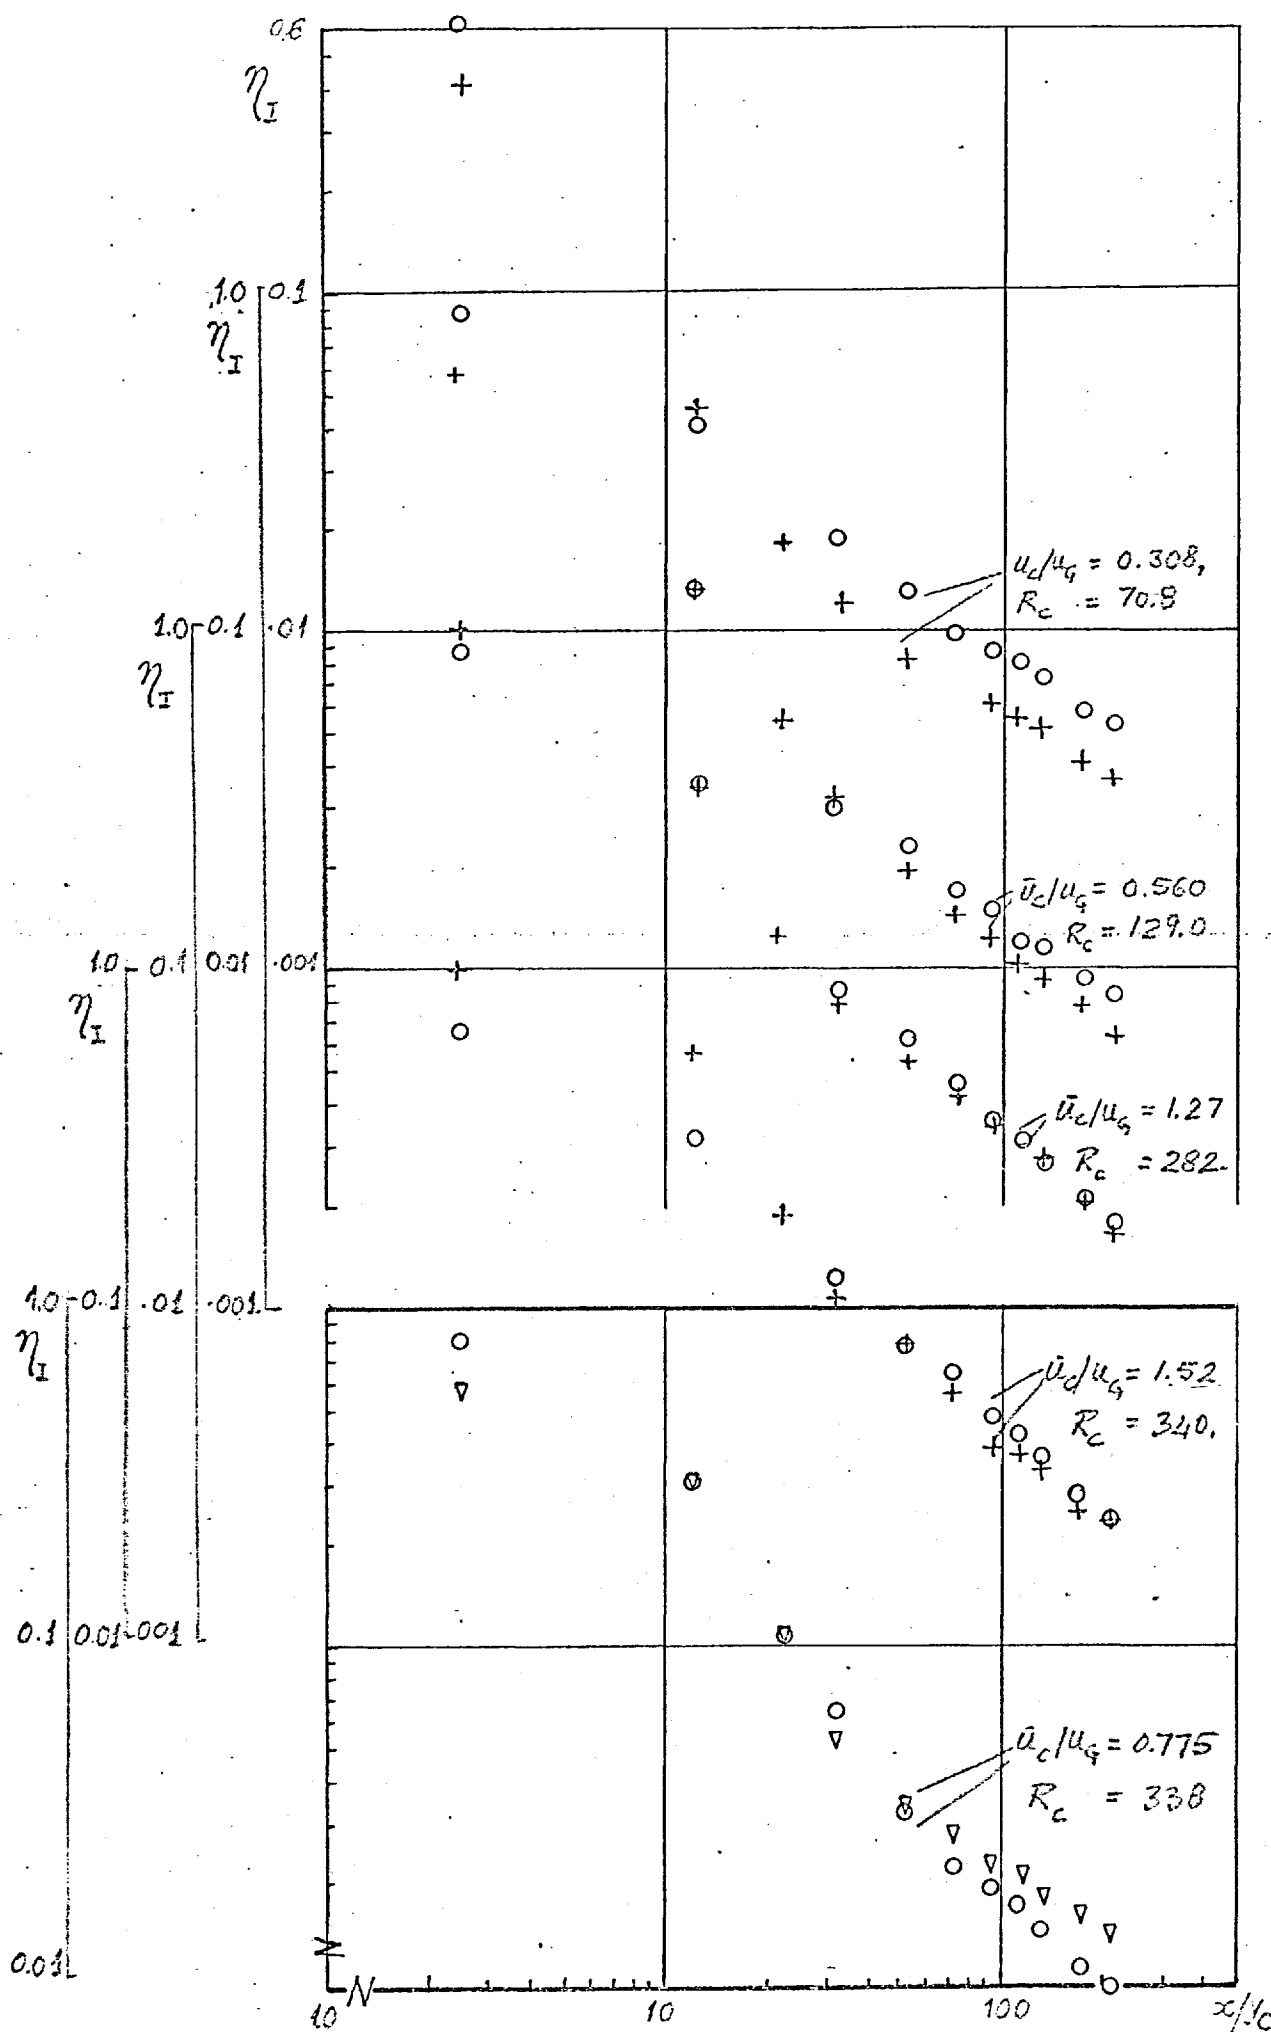 0.6
η_I
1.0 0.1
η_I
u_c/u_G = 0.308,
R_c = 70.8
1.0 0.1 .01
η_I
ū_c/u_G = 0.560
R_c = 129.0
1.0 0.1 0.01 .001
η_I
ū_c/u_G = 1.27
R_c = 282.
1.0 0.1 .01 .001
η_I
ū_c/u_G = 1.52
R_c = 340.
0.1 0.01 .001
ū_c/u_G = 0.775
R_c = 338
0.01
1.0 10 100